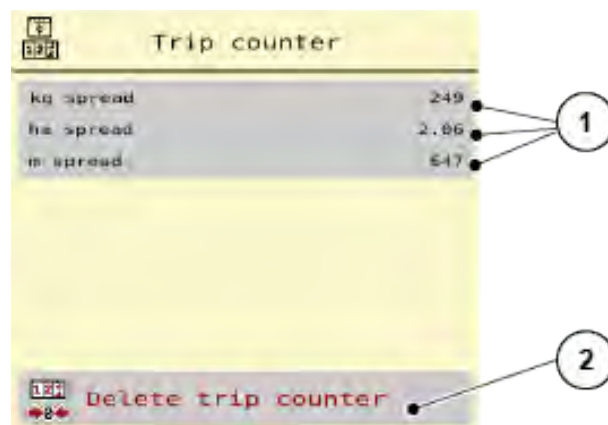 Trip counter
kg spread 249
ha spread 2.06
m spread 647
1
Delete trip counter
2